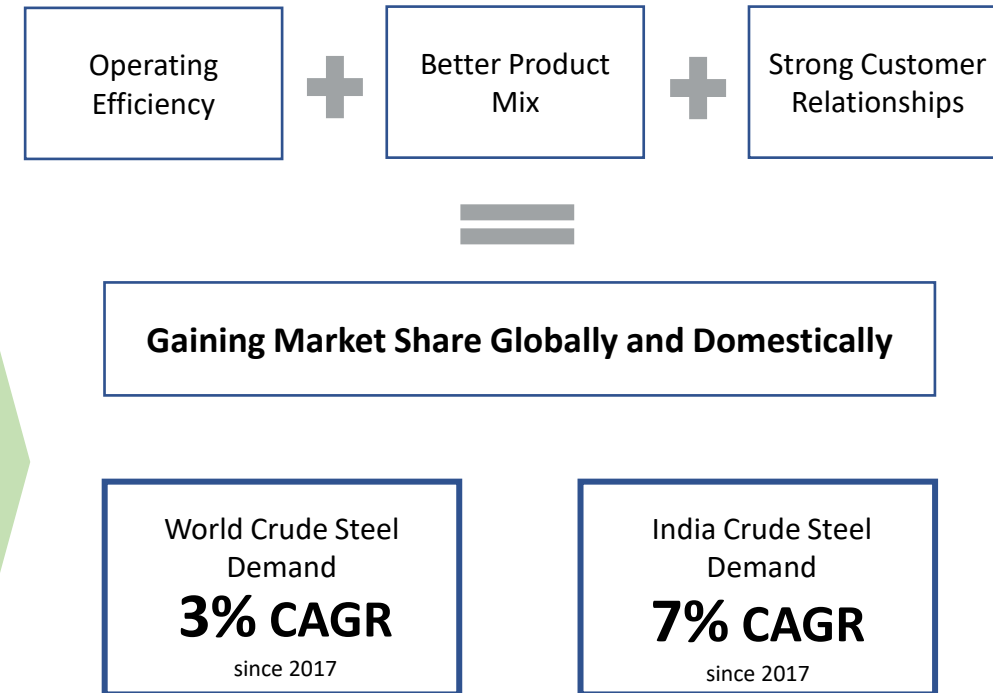 Operating
Efficiency
Better Product
Mix
Strong Customer
Relationships
Gaining Market Share Globally and Domestically
World Crude Steel
Demand
3% CAGR
since 2017
India Crude Steel
Demand
7% CAGR
since 2017